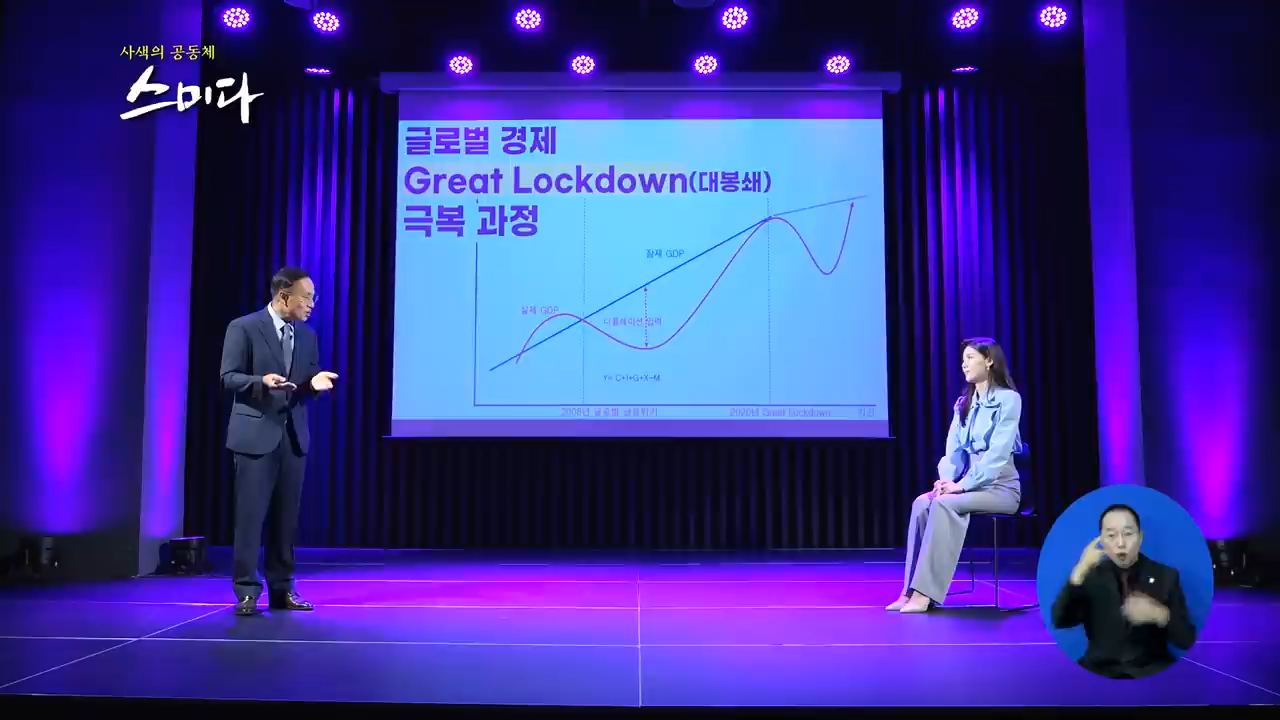 사색의 공동체
스미다
글로벌 경제
Great Lockdown(대봉쇄)
극복 과정
잠재 GDP
실제 GDP
디플레이션 압력
Y= C+I+G+X-M
2008년 글로벌 금융위기
2020년 Great Lockdown
시간